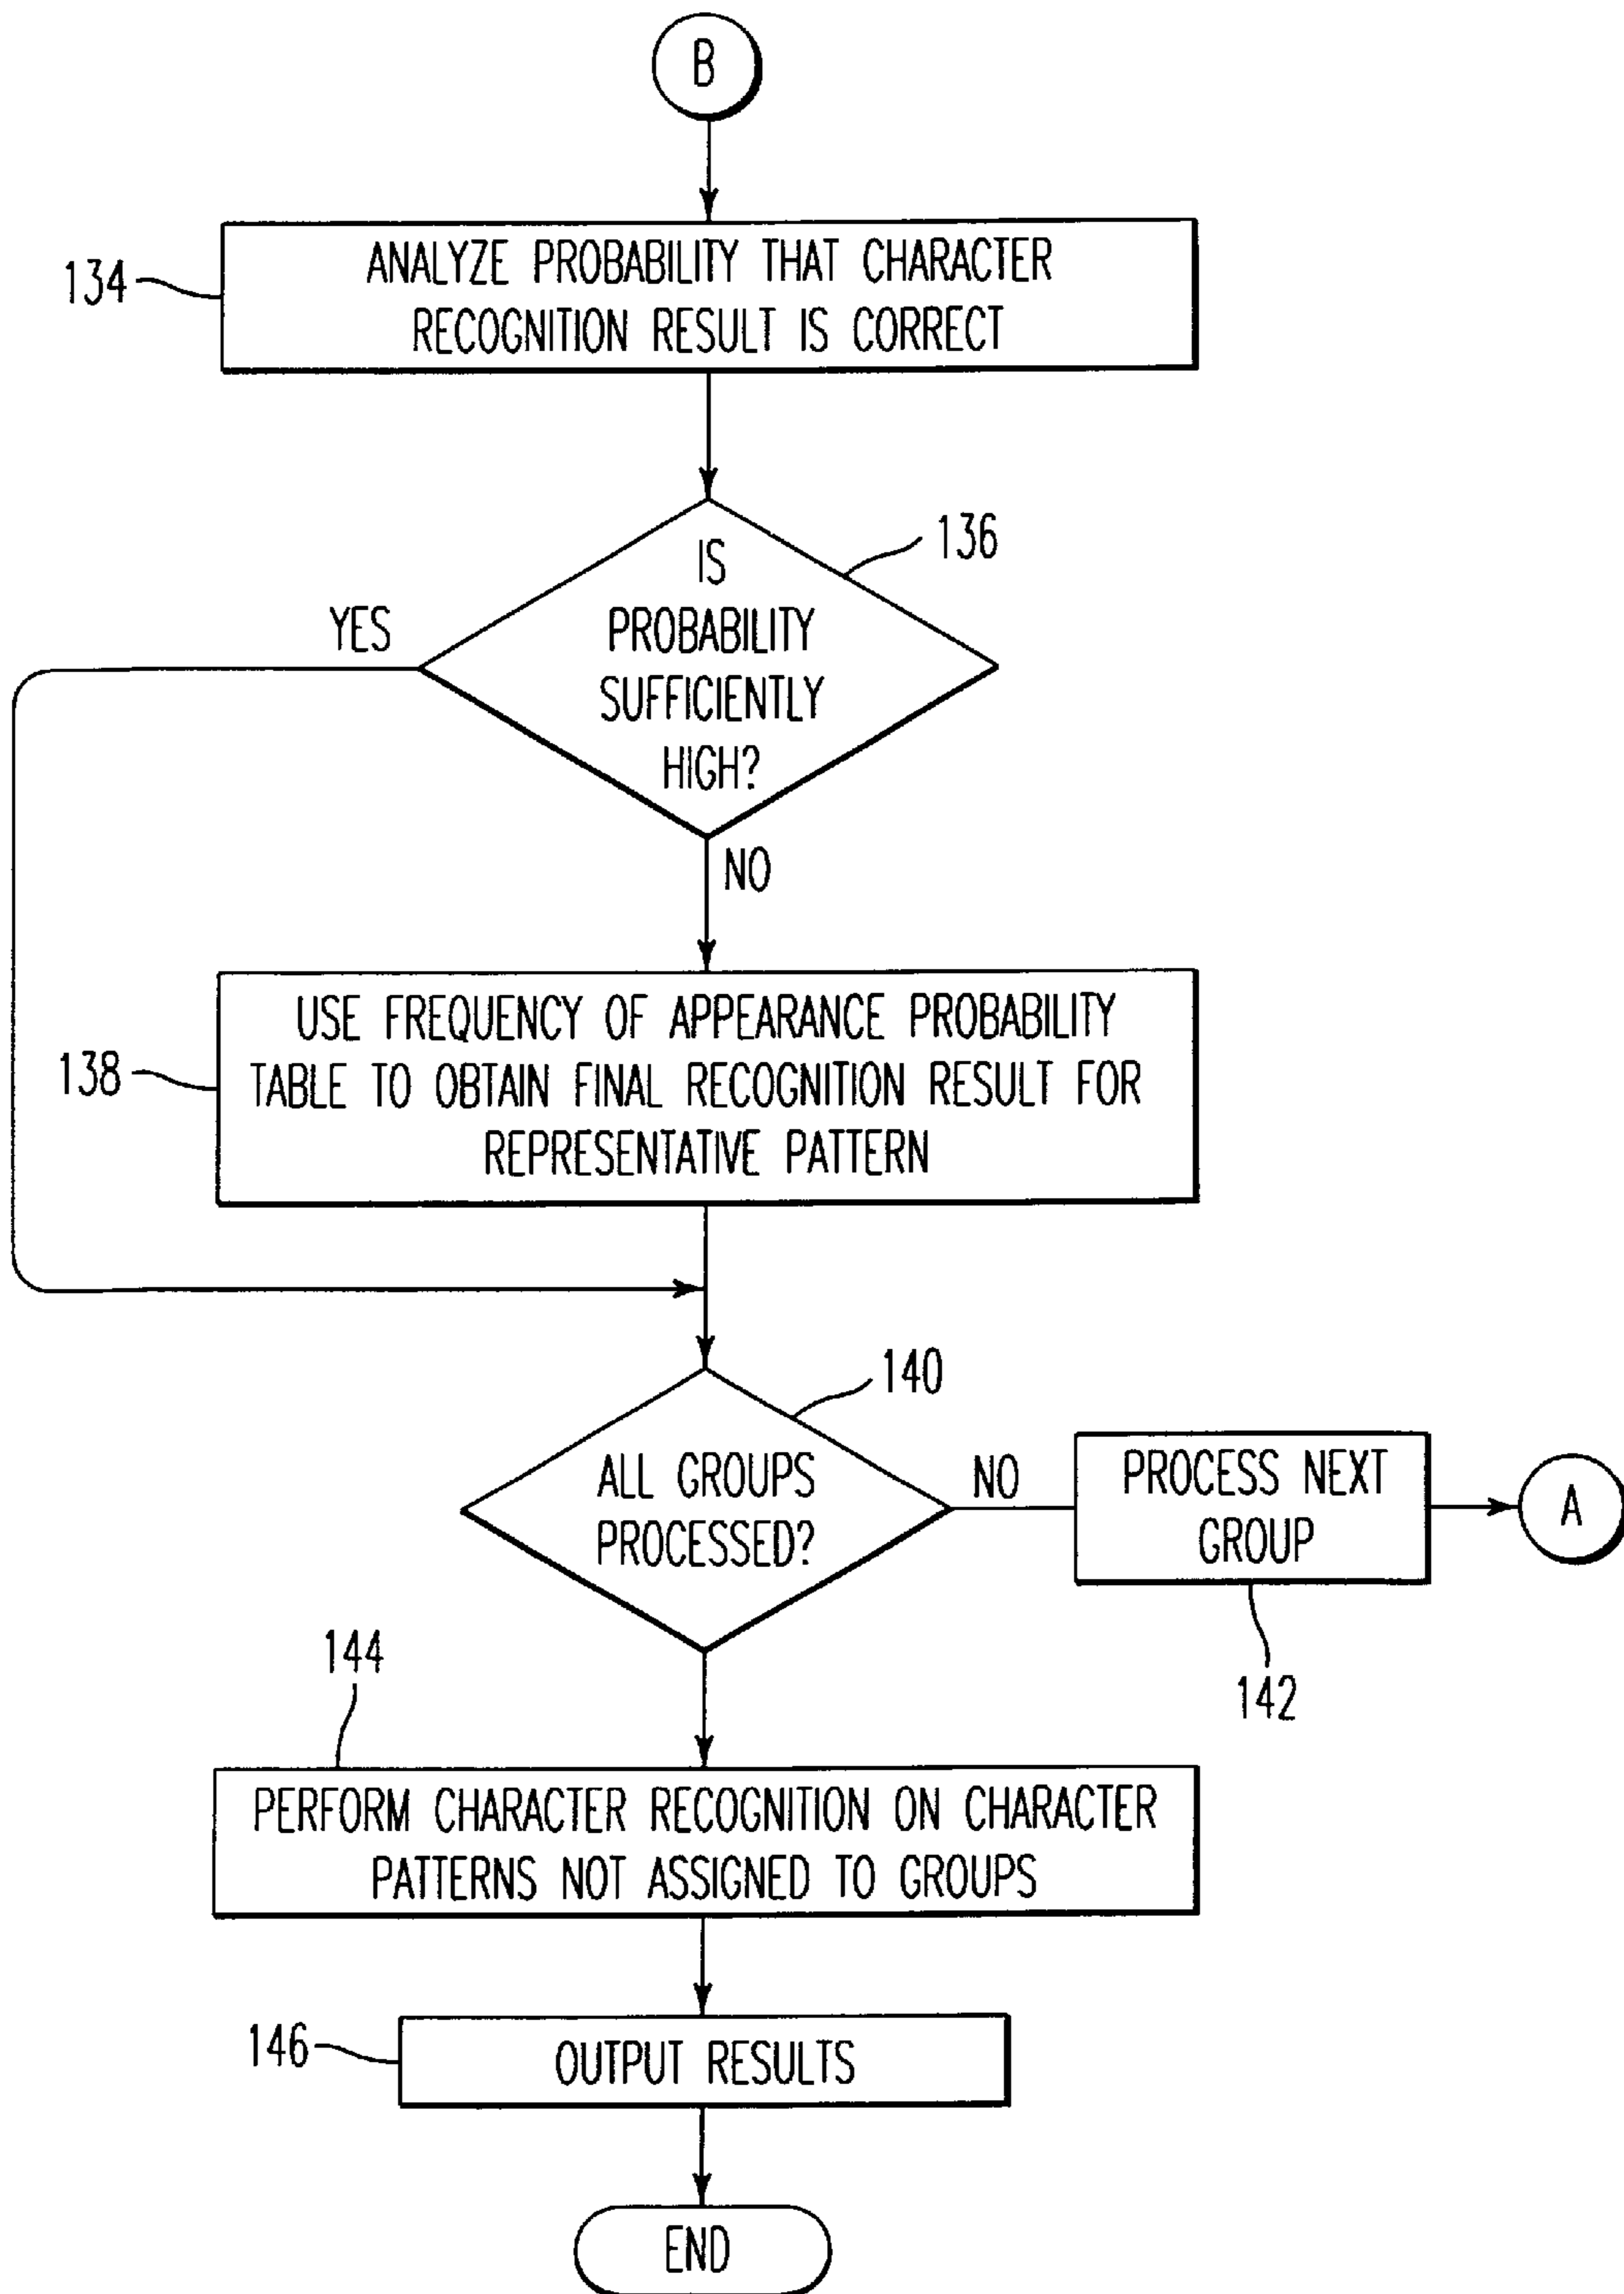 B
134
ANALYZE PROBABILITY THAT CHARACTER
RECOGNITION RESULT IS CORRECT
136
IS
PROBABILITY
SUFFICIENTLY
HIGH?
YES
NO
138
USE FREQUENCY OF APPEARANCE PROBABILITY
TABLE TO OBTAIN FINAL RECOGNITION RESULT FOR
REPRESENTATIVE PATTERN
140
ALL GROUPS
PROCESSED?
NO
PROCESS NEXT
GROUP
A
142
144
PERFORM CHARACTER RECOGNITION ON CHARACTER
PATTERNS NOT ASSIGNED TO GROUPS
146
OUTPUT RESULTS
END